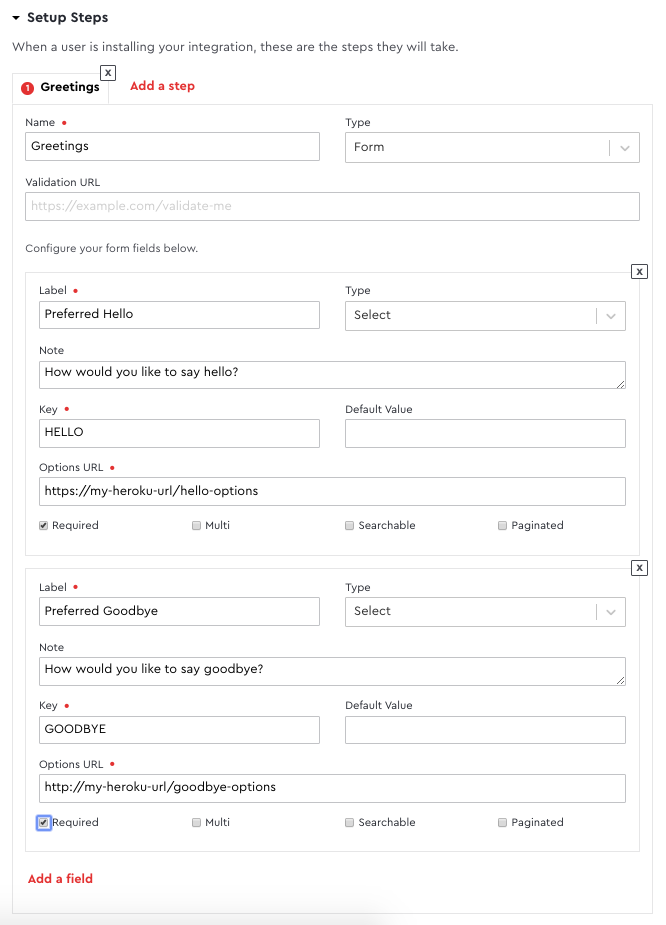 Setup Steps
When a user is installing your integration, these are the steps they will take.
1 Greetings x Add a step
Name • Type
Greetings Form
Validation URL
https://example.com/validate-me
Configure your form fields below.
x
Label • Type
Preferred Hello Select
Note
How would you like to say hello?
Key • Default Value
HELLO
Options URL •
https://my-heroku-url/hello-options
Required Multi Searchable Paginated
x
Label • Type
Preferred Goodbye Select
Note
How would you like to say goodbye?
Key • Default Value
GOODBYE
Options URL •
http://my-heroku-url/goodbye-options
Required Multi Searchable Paginated
Add a field